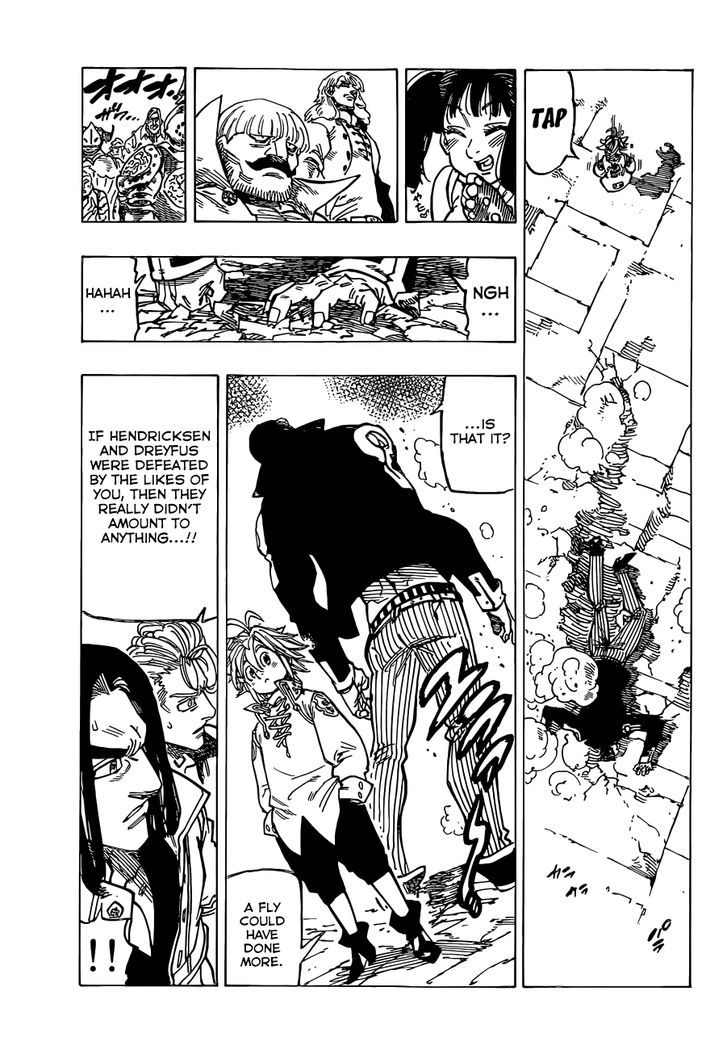 TAP
オオオ
NGH
...
HAHAH
...
...IS
THAT IT?
A FLY
COULD
HAVE
DONE
MORE.
IF HENDRICKSEN
AND DREYFUS
WERE DEFEATED
BY THE LIKES OF
YOU, THEN THEY
REALLY DIDN'T
AMOUNT TO
ANYTHING...!!
!!